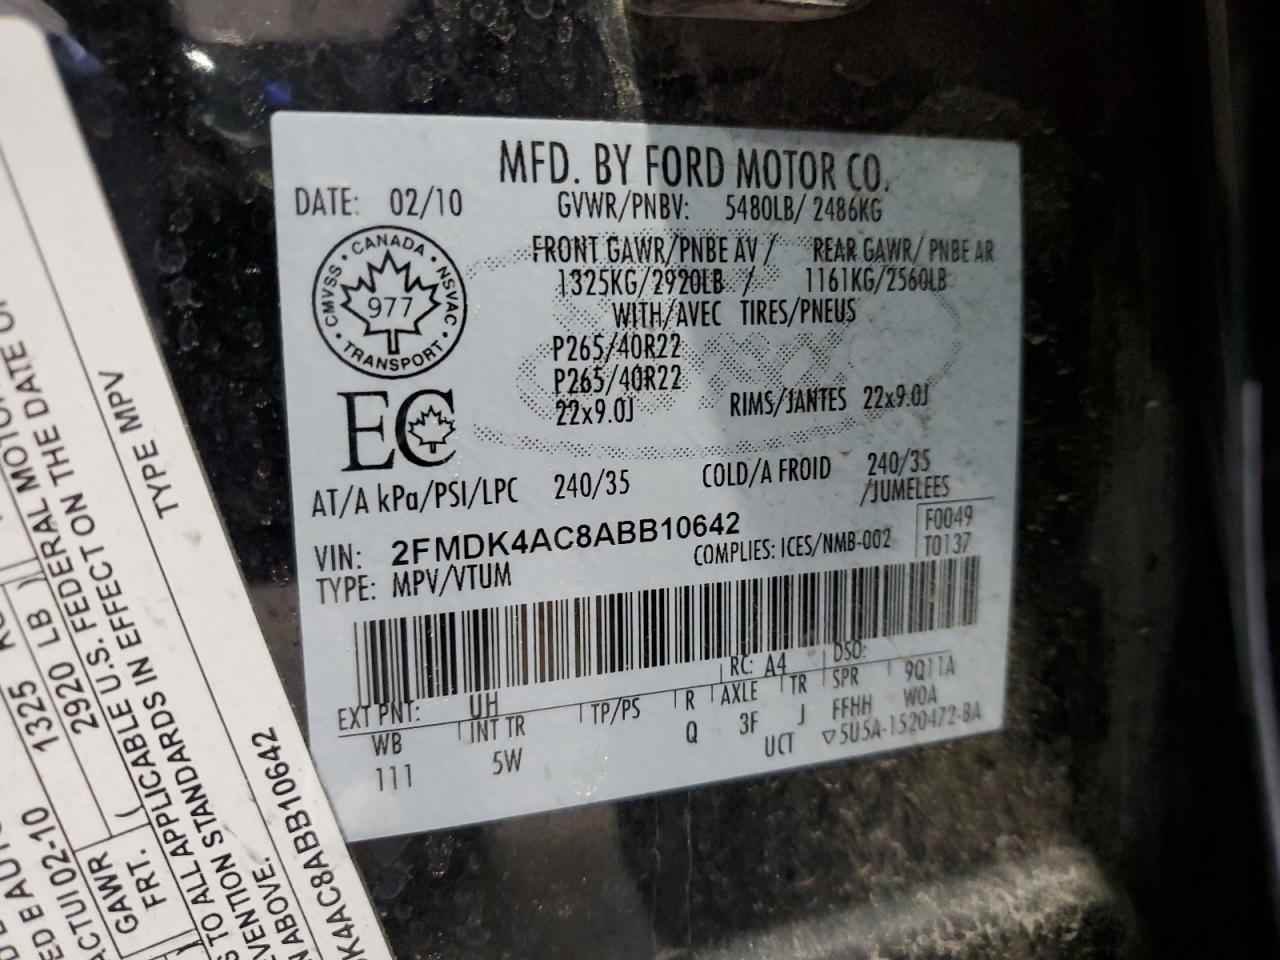 MFD. BY FORD MOTOR CO.
DATE: 02/10 GVWR/PNBV: 5480LB/ 2486KG
FRONT GAWR/PNBE AV / REAR GAWR/ PNBE AR
1325KG/2920LB / 1161KG/2560LB
WITH/AVEC TIRES/PNEUS
CMVSS · CANADA · NSVAC
977
· TRANSPORT ·
P265/40R22
P265/40R22
22x9.0J RIMS/JANTES 22x9.0J
EC
AT/A kPa/PSI/LPC 240/35 COLD/A FROID 240/35
/JUMELEES
VIN: 2FMDK4AC8ABB10642 F0049
TYPE: MPV/VTUM COMPLIES: ICES/NMB-002 T0137
EXT PNT: UH RC: A4 DSO:
WB INT TR TP/PS R AXLE TR SPR 9Q11A
111 5W Q 3F J FFHH WOA
UCT ▽5U5A-1520472-BA
TYPE MPV
1325
2920 LB )
U.S. FEDERAL MOTOR
IN EFFECT ON THE DATE OF
TO ALL APPLICABLE
STANDARDS
ABOVE.
02-10
GAWR
FRT. (
K4AC8ABB10642